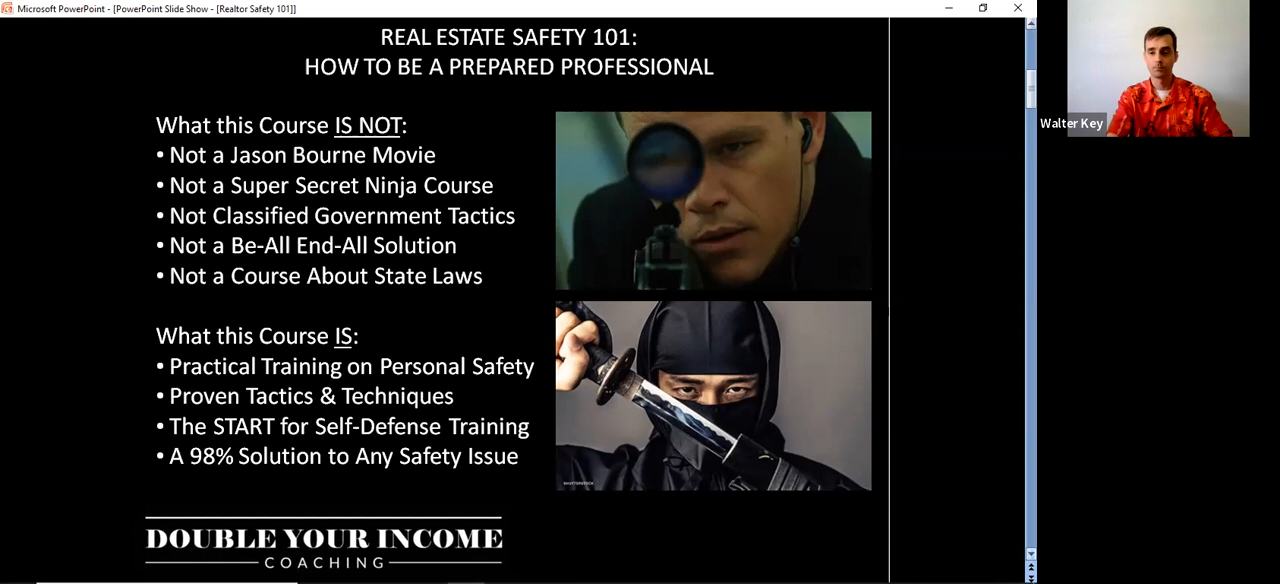 Microsoft PowerPoint - [PowerPoint Slide Show - [Realtor Safety 101]]
REAL ESTATE SAFETY 101:
HOW TO BE A PREPARED PROFESSIONAL
What this Course IS NOT:
• Not a Jason Bourne Movie
• Not a Super Secret Ninja Course
• Not Classified Government Tactics
• Not a Be-All End-All Solution
• Not a Course About State Laws
What this Course IS:
• Practical Training on Personal Safety
• Proven Tactics & Techniques
• The START for Self-Defense Training
• A 98% Solution to Any Safety Issue
DOUBLE YOUR INCOME
COACHING
Walter Key